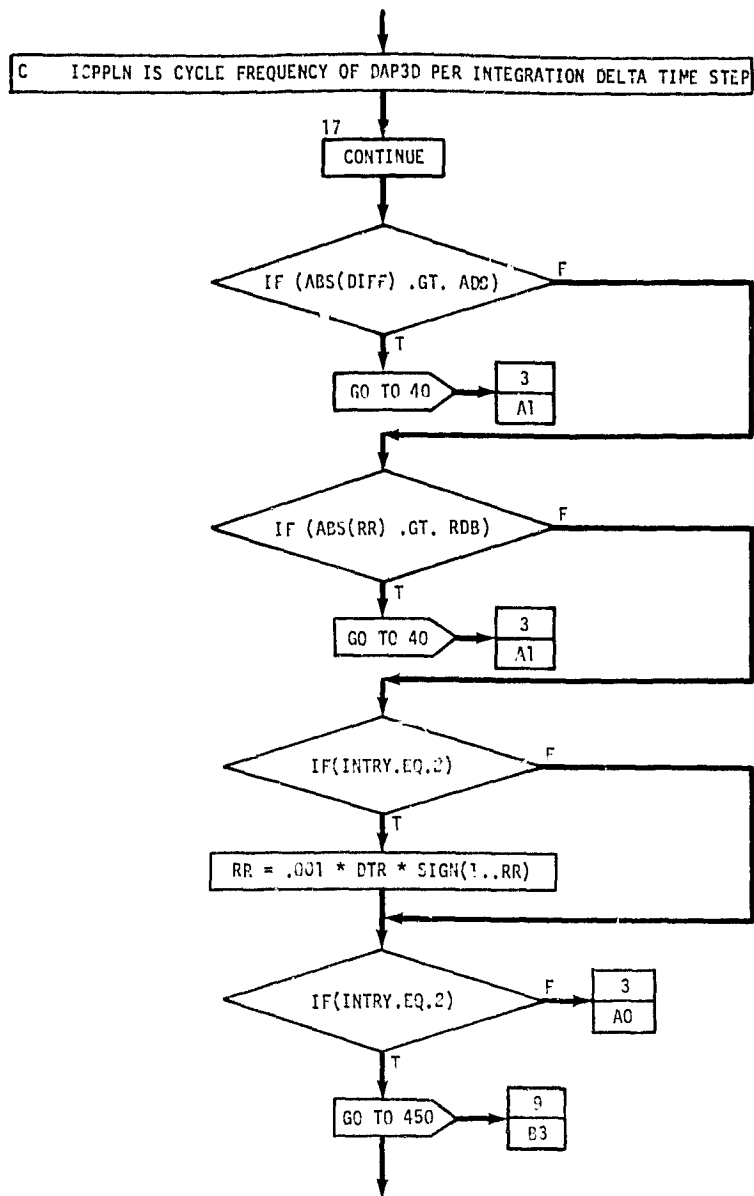 C ICPPLN IS CYCLE FREQUENCY OF DAP3D PER INTEGRATION DELTA TIME STEP
17
CONTINUE
IF (ABS(DIFF) .GT. ADB)
F
T
GO TO 40
3
A1
IF (ABS(RR) .GT. RDB)
F
T
GO TO 40
3
A1
IF(INTRY.EQ.2)
F
T
RR = .001 * DTR * SIGN(1.,RR)
IF(INTRY.EQ.2)
F
3
A0
T
GO TO 450
9
B3